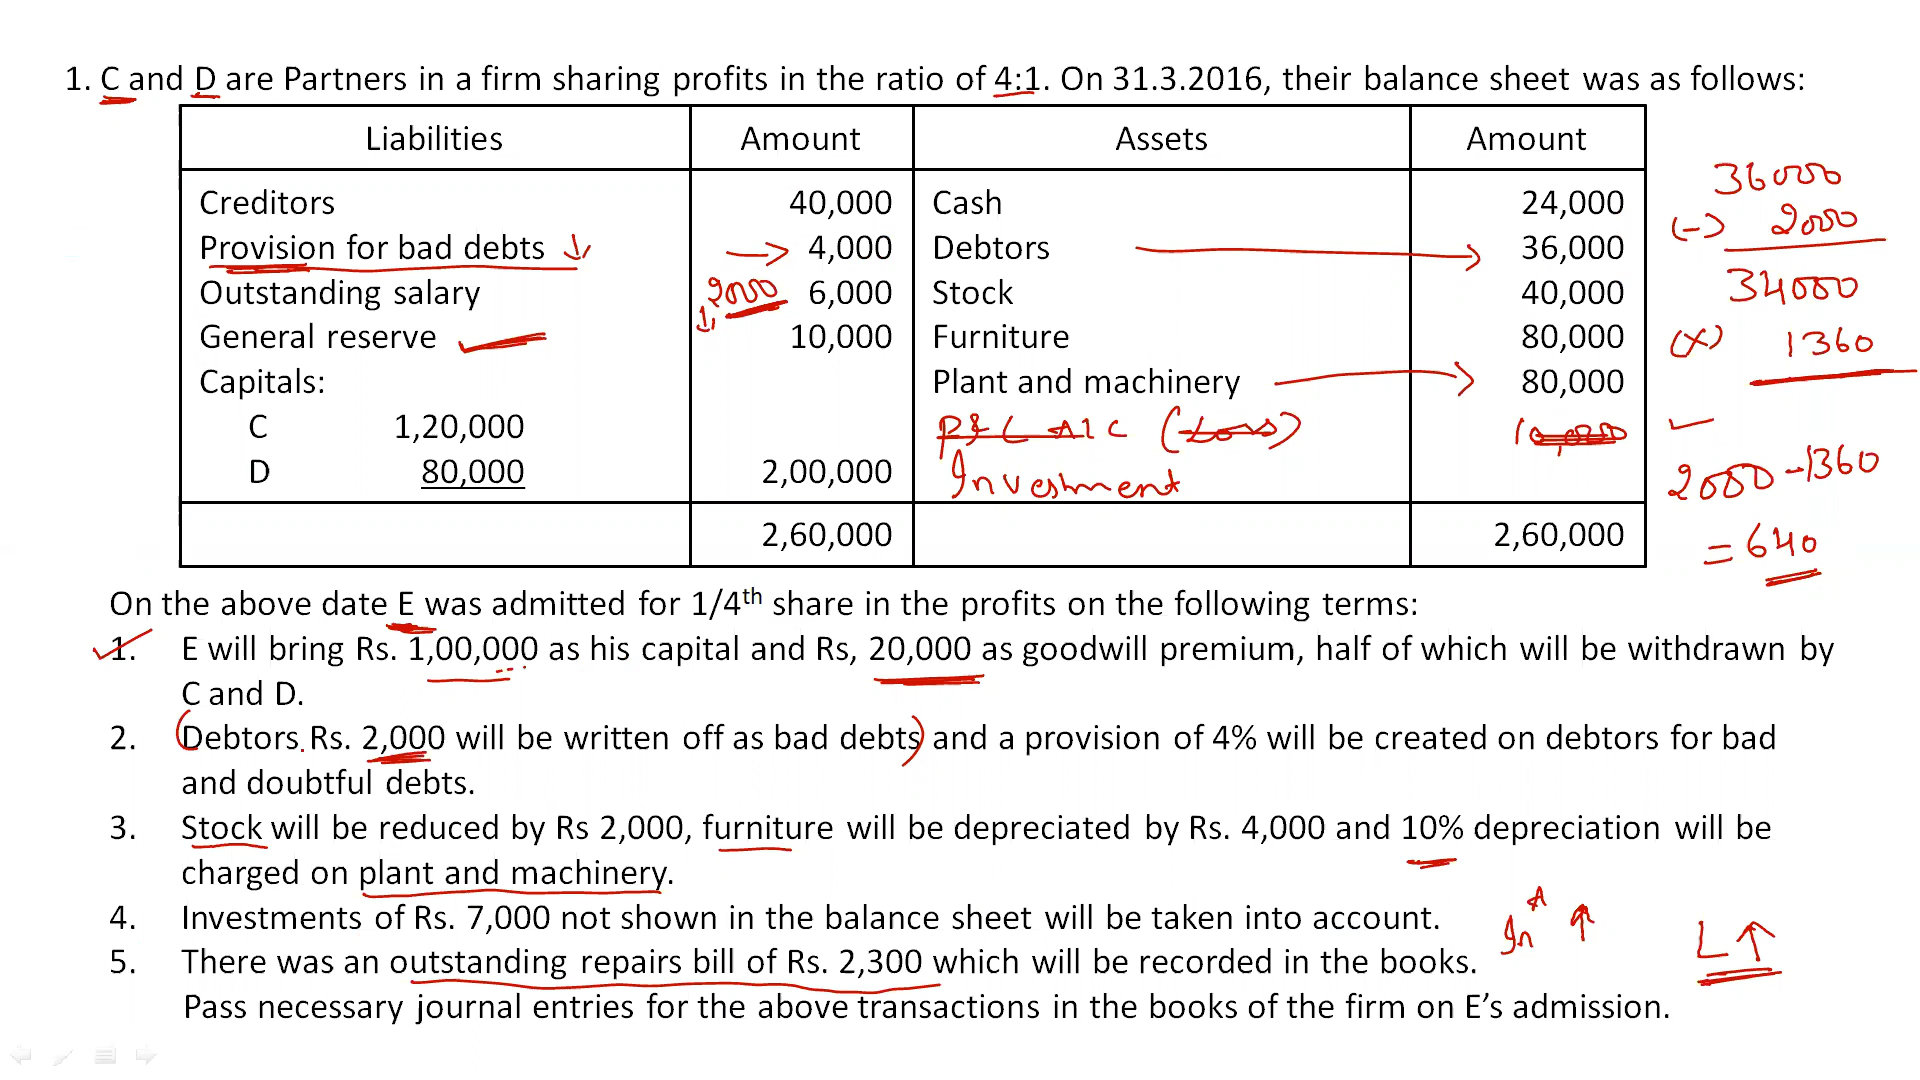 1. C and D are Partners in a firm sharing profits in the ratio of 4:1. On 31.3.2016, their balance sheet was as follows:
Liabilities Amount Assets Amount
Creditors 40,000 Cash 24,000
Provision for bad debts 4,000 Debtors 36,000
Outstanding salary 2000 6,000 Stock 40,000
General reserve 10,000 Furniture 80,000
Capitals: Plant and machinery 80,000
C 1,20,000 P&L A/C (Loss) 10,000
D 80,000 2,00,000 Investment
2,60,000 2,60,000
36000
(-) 2000
34000
(x) 1360
2000-1360
= 640
On the above date E was admitted for 1/4th share in the profits on the following terms:
1. E will bring Rs. 1,00,000 as his capital and Rs, 20,000 as goodwill premium, half of which will be withdrawn by
C and D.
2. (Debtors Rs. 2,000 will be written off as bad debts) and a provision of 4% will be created on debtors for bad
and doubtful debts.
3. Stock will be reduced by Rs 2,000, furniture will be depreciated by Rs. 4,000 and 10% depreciation will be
charged on plant and machinery.
4. Investments of Rs. 7,000 not shown in the balance sheet will be taken into account.
In A ↑ L↑
5. There was an outstanding repairs bill of Rs. 2,300 which will be recorded in the books.
Pass necessary journal entries for the above transactions in the books of the firm on E’s admission.